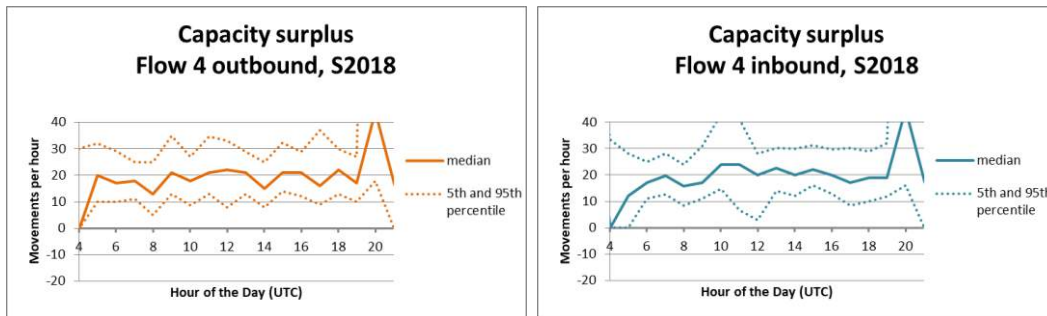 Capacity surplus
Flow 4 outbound, S2018
Movements per hour
40
30
20
10
0
-10
-20
4 6 8 10 12 14 16 18 20
Hour of the Day (UTC)
median
5th and 95th
percentile
Capacity surplus
Flow 4 inbound, S2018
Movements per hour
40
30
20
10
0
-10
-20
4 6 8 10 12 14 16 18 20
Hour of the Day (UTC)
median
5th and 95th
percentile